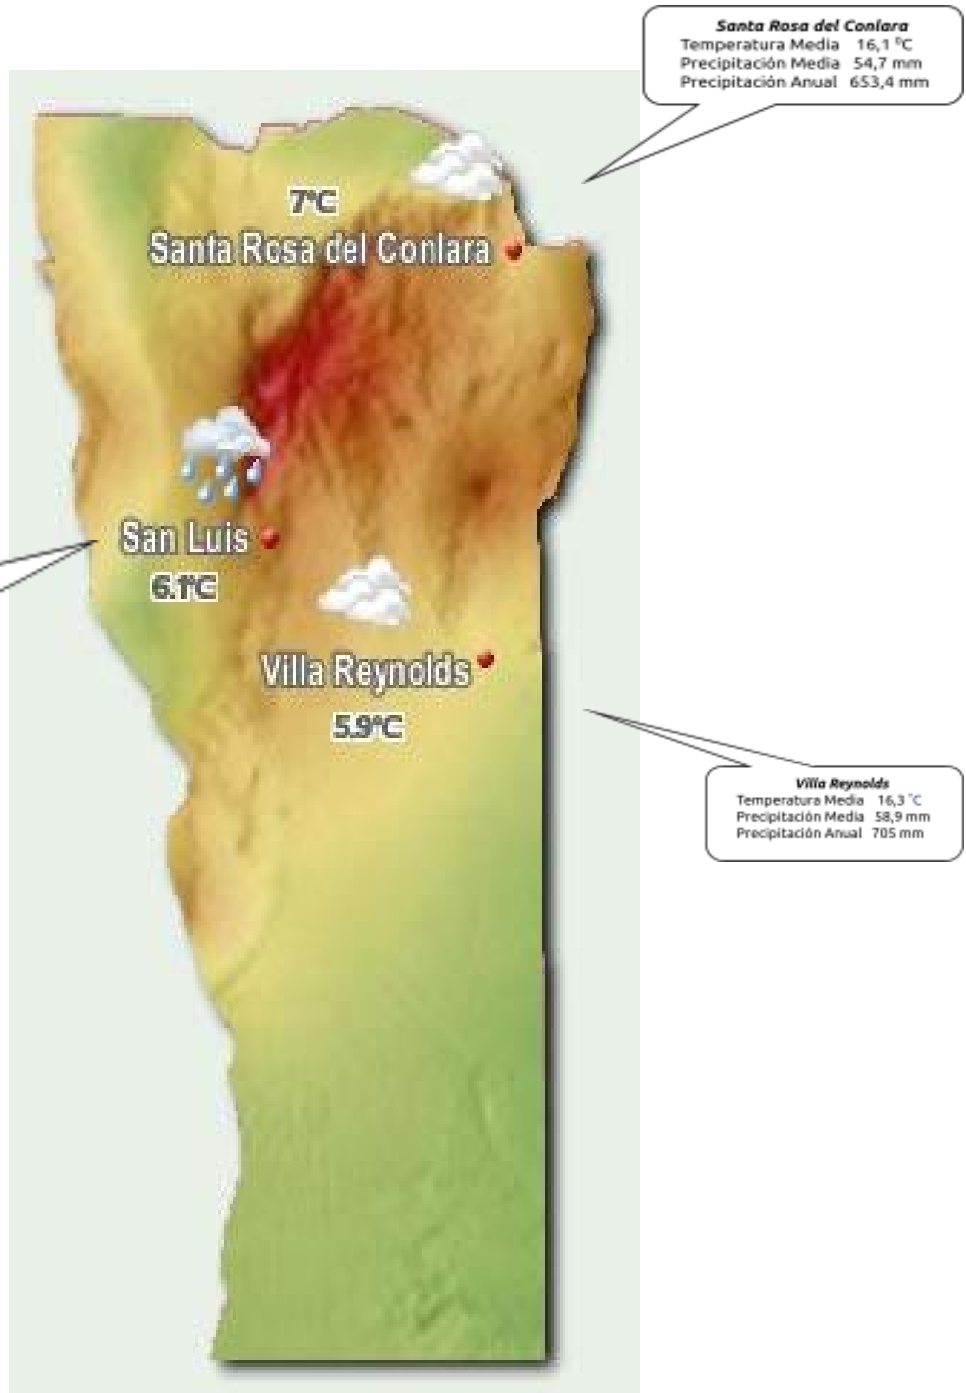 Santa Rosa del Conlara
Temperatura Media 16,1 ⁰C
Precipitación Media 54,7 mm
Precipitación Anual 653,4 mm
7°C
Santa Rosa del Conlara
San Luis
6.1°C
Villa Reynolds
5.9°C
Villa Reynolds
Temperatura Media 16,3 °C
Precipitación Media 58,9 mm
Precipitación Anual 705 mm